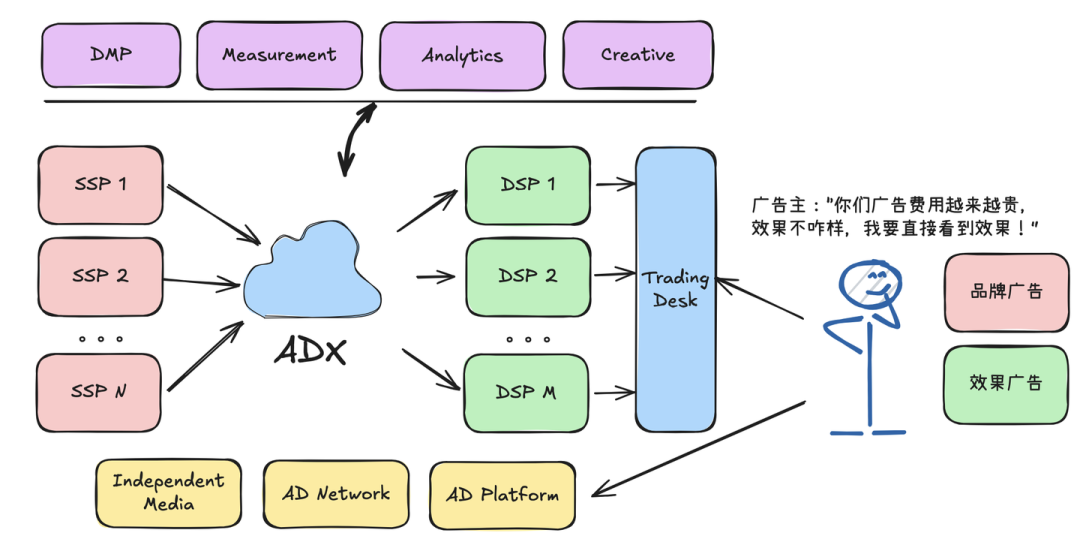 DMP
Measurement
Analytics
Creative
SSP 1
SSP 2
SSP N
ADX
DSP 1
DSP 2
DSP M
Trading
Desk
广告主："你们广告费用越来越贵,
效果不咋样，我要直接看到效果！"
品牌广告
效果广告
Independent
Media
AD Network
AD Platform